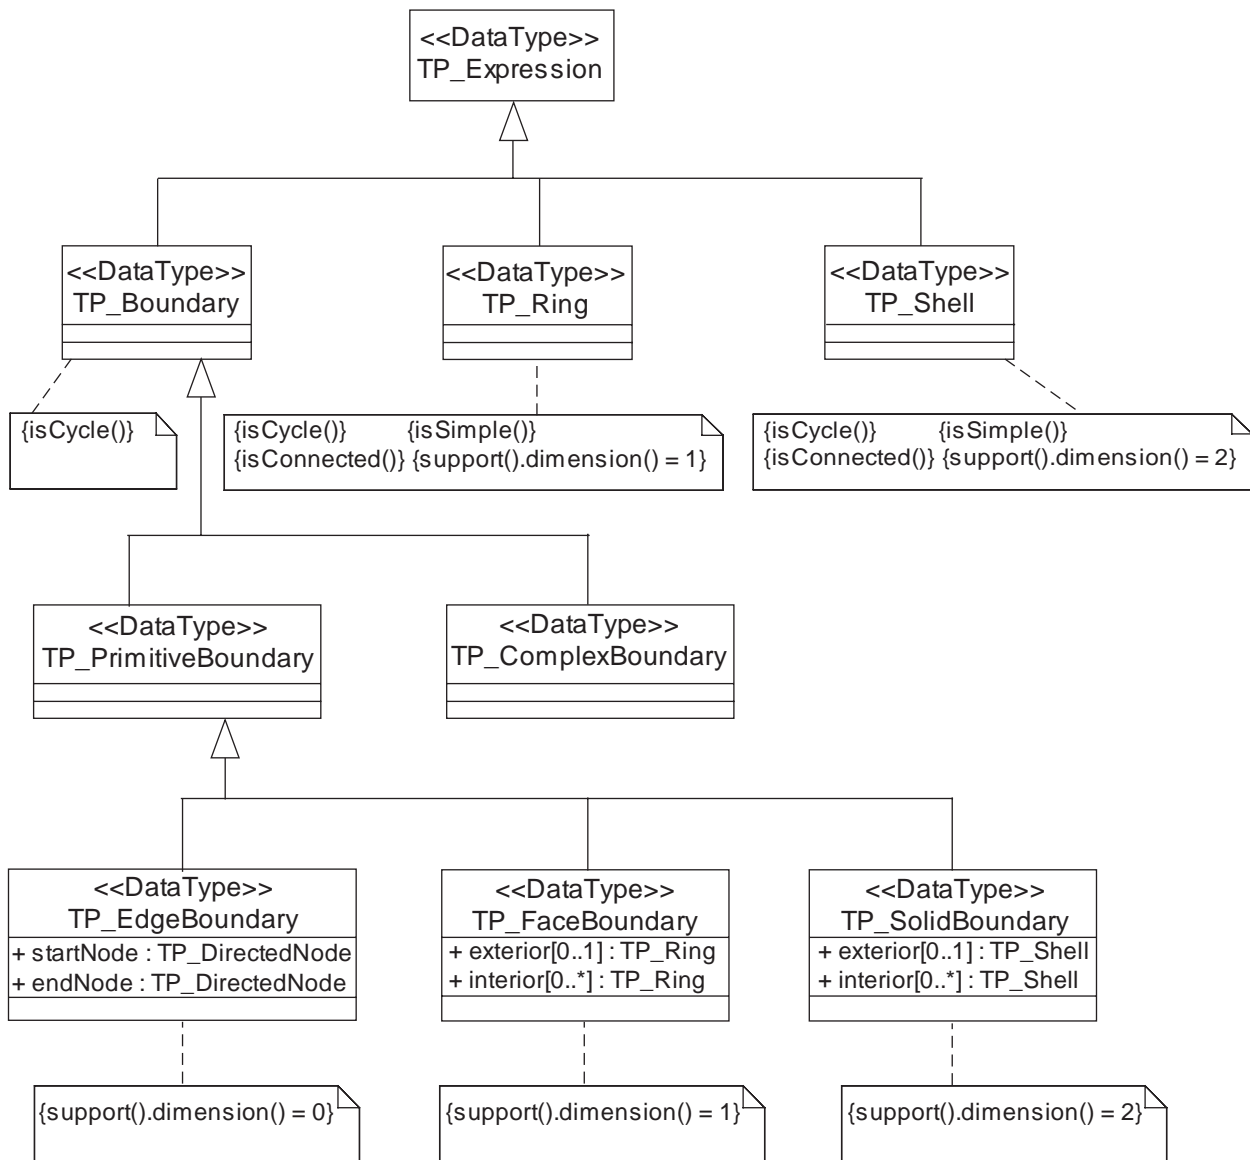 <<DataType>>
TP_Expression
<<DataType>>
TP_Boundary
<<DataType>>
TP_Ring
<<DataType>>
TP_Shell
{isCycle()}
{isCycle()} {isSimple()}
{isConnected()} {support().dimension() = 1}
{isCycle()} {isSimple()}
{isConnected()} {support().dimension() = 2}
<<DataType>>
TP_PrimitiveBoundary
<<DataType>>
TP_ComplexBoundary
<<DataType>>
TP_EdgeBoundary
+ startNode : TP_DirectedNode
+ endNode : TP_DirectedNode
<<DataType>>
TP_FaceBoundary
+ exterior[0..1] : TP_Ring
+ interior[0..*] : TP_Ring
<<DataType>>
TP_SolidBoundary
+ exterior[0..1] : TP_Shell
+ interior[0..*] : TP_Shell
{support().dimension() = 0}
{support().dimension() = 1}
{support().dimension() = 2}